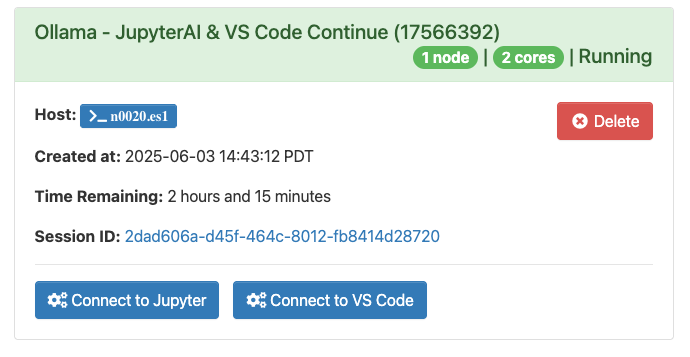 Ollama - JupyterAI & VS Code Continue (17566392)
1 node | 2 cores | Running
Host: >_ n0020.es1
Delete
Created at: 2025-06-03 14:43:12 PDT
Time Remaining: 2 hours and 15 minutes
Session ID: 2dad606a-d45f-464c-8012-fb8414d28720
Connect to Jupyter
Connect to VS Code